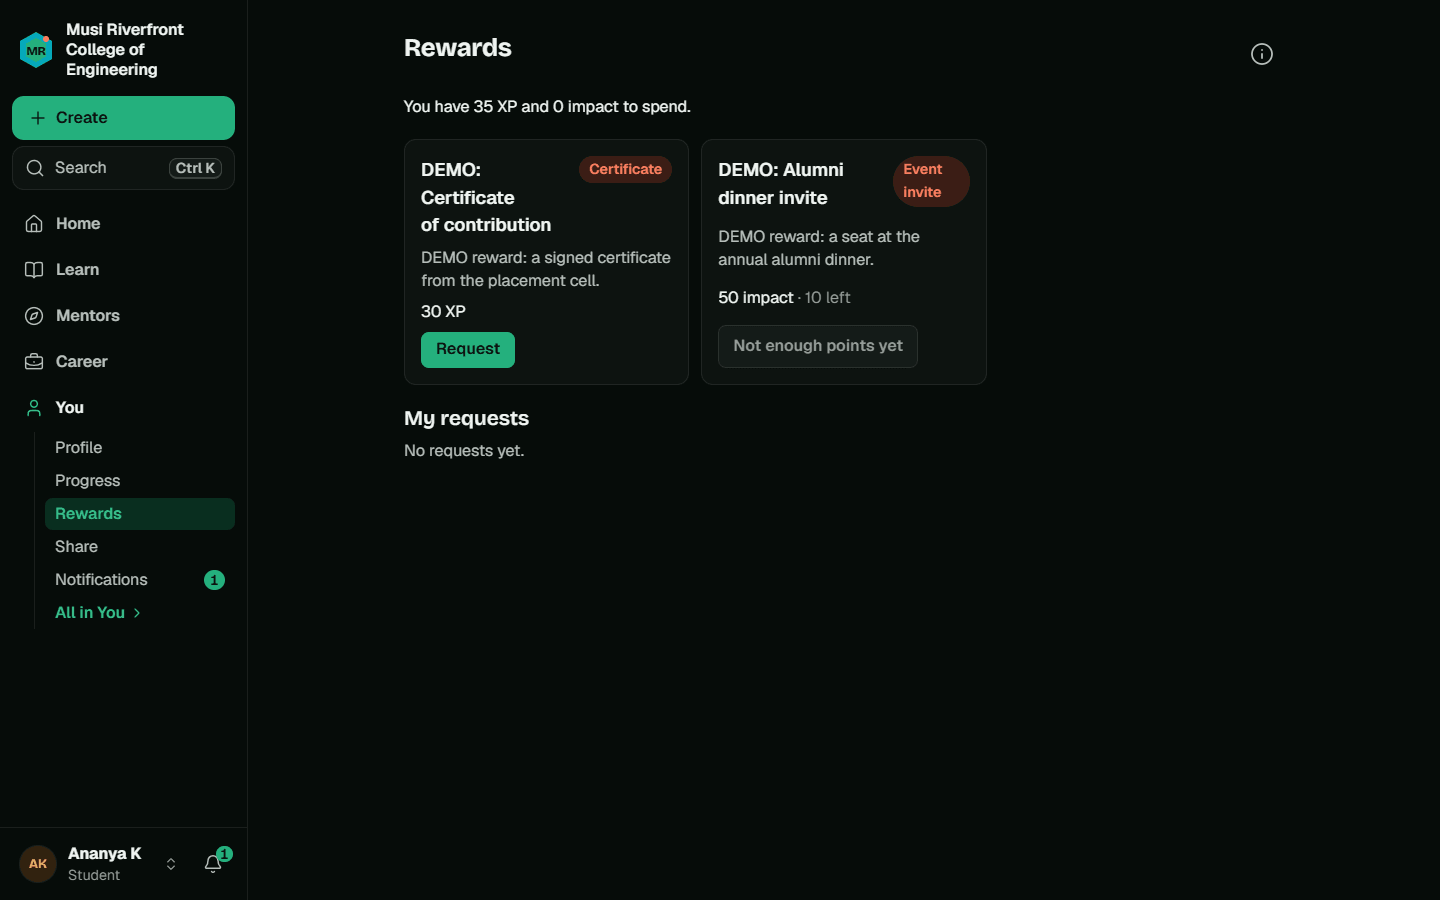 MR
Musi Riverfront
College of
Engineering
Create
Search
Ctrl K
Home
Learn
Mentors
Career
You
Profile
Progress
Rewards
Share
Notifications
1
All in You
AK
Ananya K
Student
1
Rewards
You have 35 XP and 0 impact to spend.
DEMO:
Certificate
of contribution
Certificate
DEMO reward: a signed certificate
from the placement cell.
30 XP
Request
DEMO: Alumni
dinner invite
Event
invite
DEMO reward: a seat at the
annual alumni dinner.
50 impact · 10 left
Not enough points yet
My requests
No requests yet.